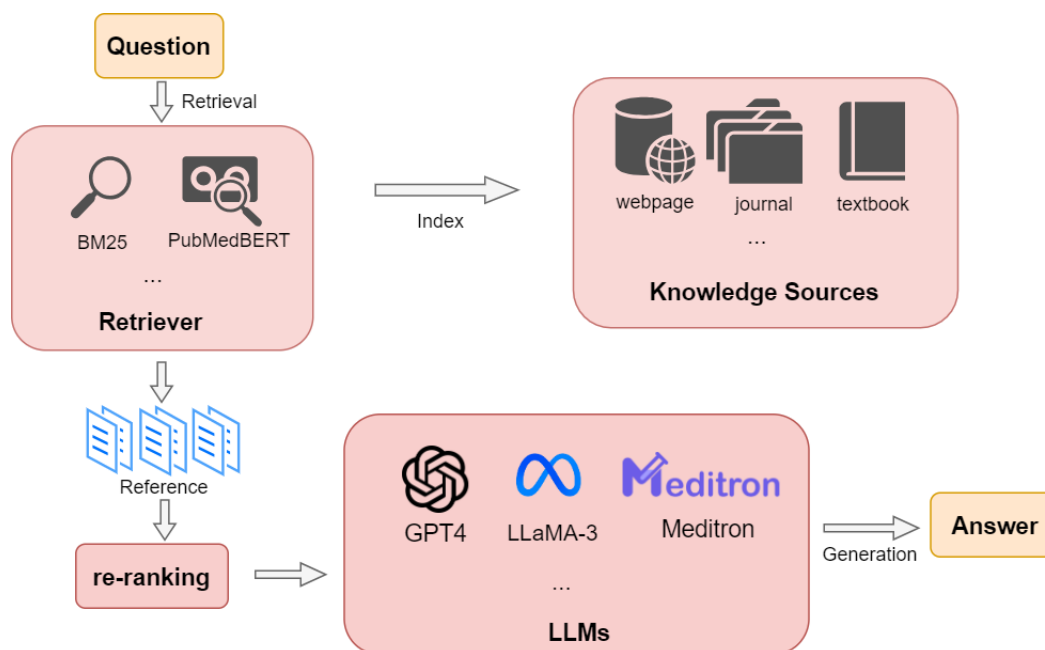 Question
Retrieval
BM25
PubMedBERT
...
Retriever
Index
webpage
journal
textbook
...
Knowledge Sources
Reference
re-ranking
GPT4
LLaMA-3
Meditron
Meditron
...
LLMs
Generation
Answer